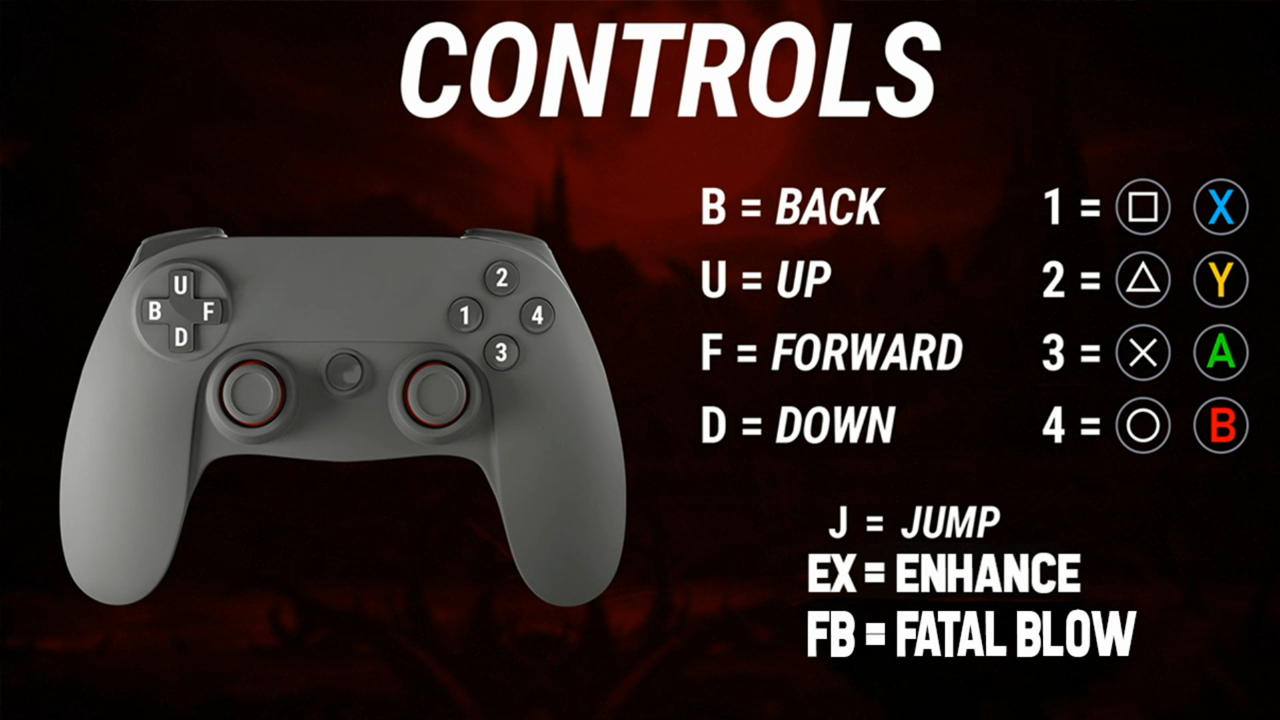 CONTROLS
B = BACK 1 = □ X
U = UP 2 = △ Y
F = FORWARD 3 = ✕ A
D = DOWN 4 = ○ B
J = JUMP
EX = ENHANCE
FB = FATAL BLOW
U
B F
D
2
1 4
3